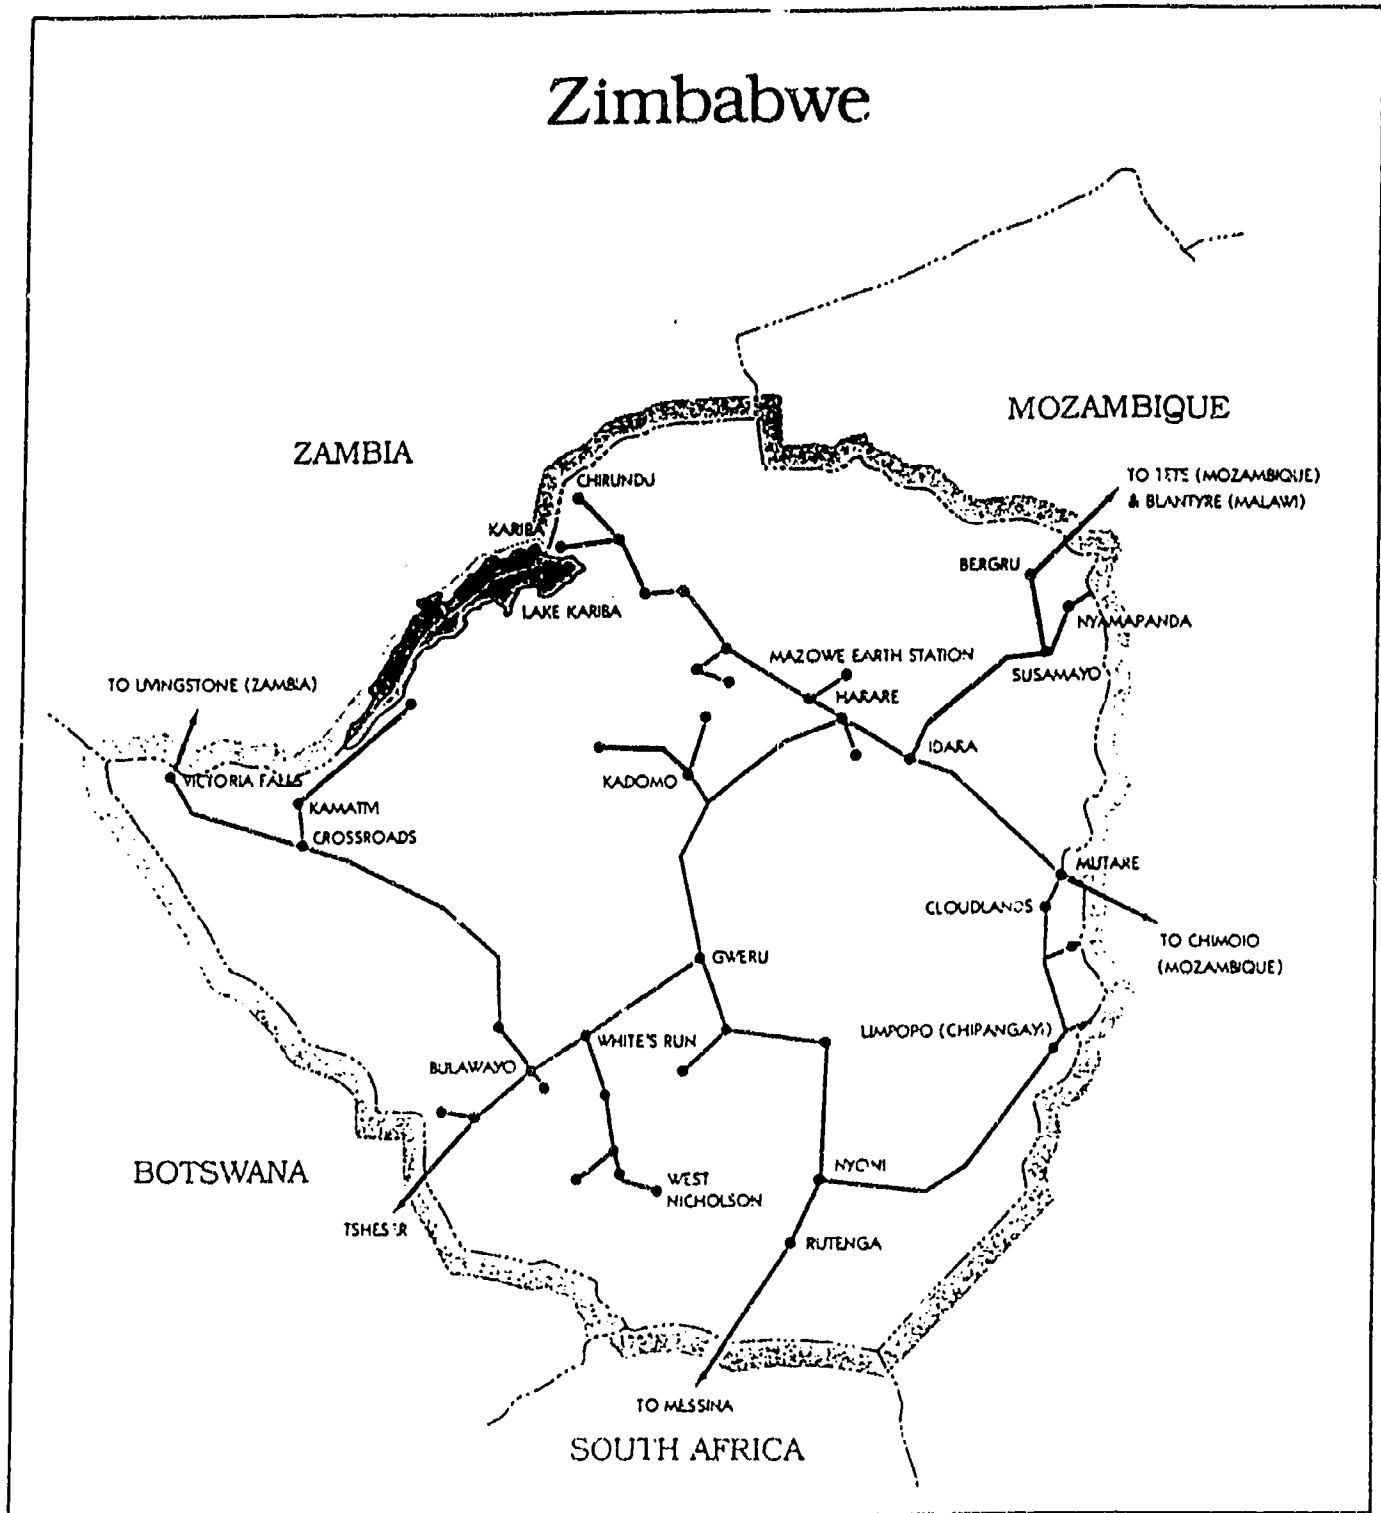 Zimbabwe
MOZAMBIQUE
ZAMBIA
TO TETE (MOZAMBIQUE)
& BLANTYRE (MALAWI)
CHIRUNDU
KARIBA
BERGRU
LAKE KARIBA
NYAMAPANDA
MAZOWE EARTH STATION
SUSAMAYO
TO LIVINGSTONE (ZAMBIA)
HARARE
IDARA
VICTORIA FALLS
KADOMO
KAMATIVI
CROSSROADS
MUTARE
CLOUDLANDS
TO CHIMOIO
(MOZAMBIQUE)
GWERU
LIMPOPO (CHIPANGAYI)
WHITE'S RUN
BULAWAYO
BOTSWANA
NYONI
WEST
NICHOLSON
RUTENGA
TO MESSINA
SOUTH AFRICA